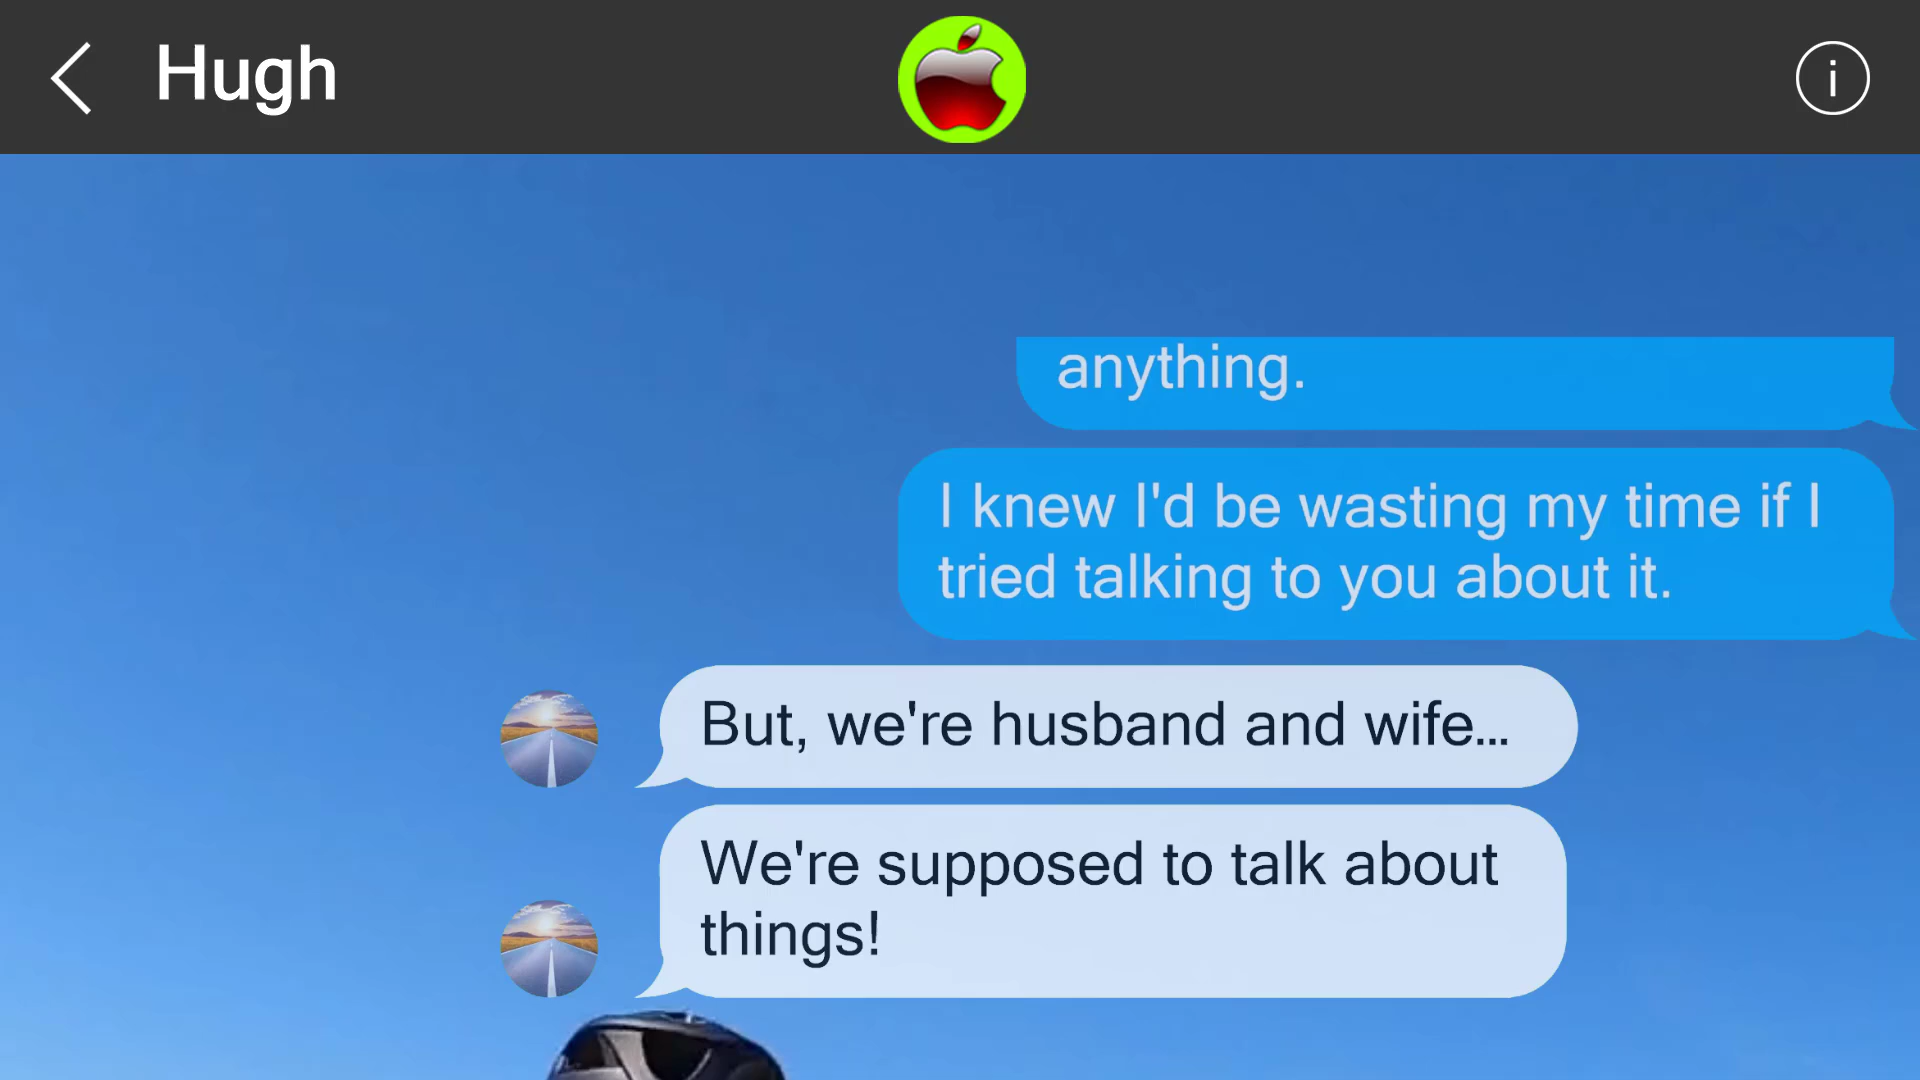 Hugh
i
anything.
I knew I'd be wasting my time if I
tried talking to you about it.
But, we're husband and wife...
We're supposed to talk about
things!